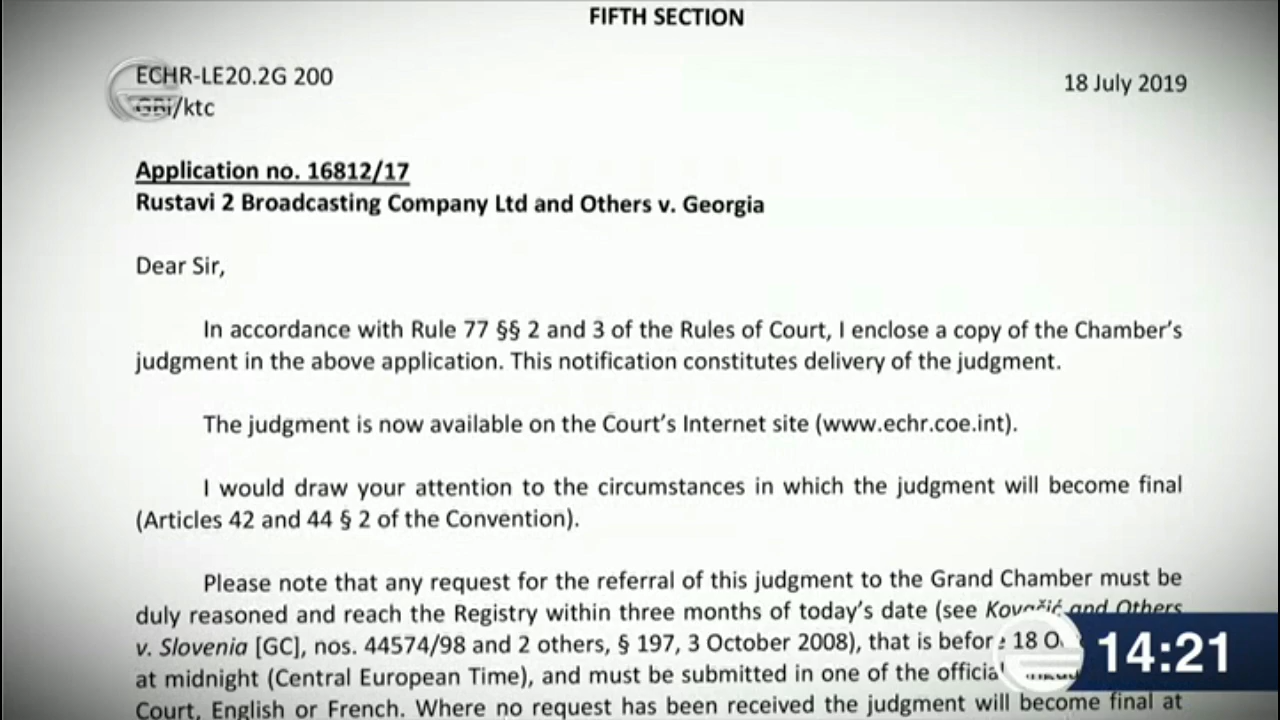 FIFTH SECTION
ECHR-LE20.2G 200
18 July 2019
GBi/ktc
Application no. 16812/17
Rustavi 2 Broadcasting Company Ltd and Others v. Georgia
Dear Sir,
In accordance with Rule 77 §§ 2 and 3 of the Rules of Court, I enclose a copy of the Chamber's
judgment in the above application. This notification constitutes delivery of the judgment.
The judgment is now available on the Court's Internet site (www.echr.coe.int).
I would draw your attention to the circumstances in which the judgment will become final
(Articles 42 and 44 § 2 of the Convention).
Please note that any request for the referral of this judgment to the Grand Chamber must be
duly reasoned and reach the Registry within three months of today's date (see Kovačić and Others
v. Slovenia [GC], nos. 44574/98 and 2 others, § 197, 3 October 2008), that is before 18
14:21
at midnight (Central European Time), and must be submitted in one of the official
Court, English or French. Where no request has been received the judgment will become final at